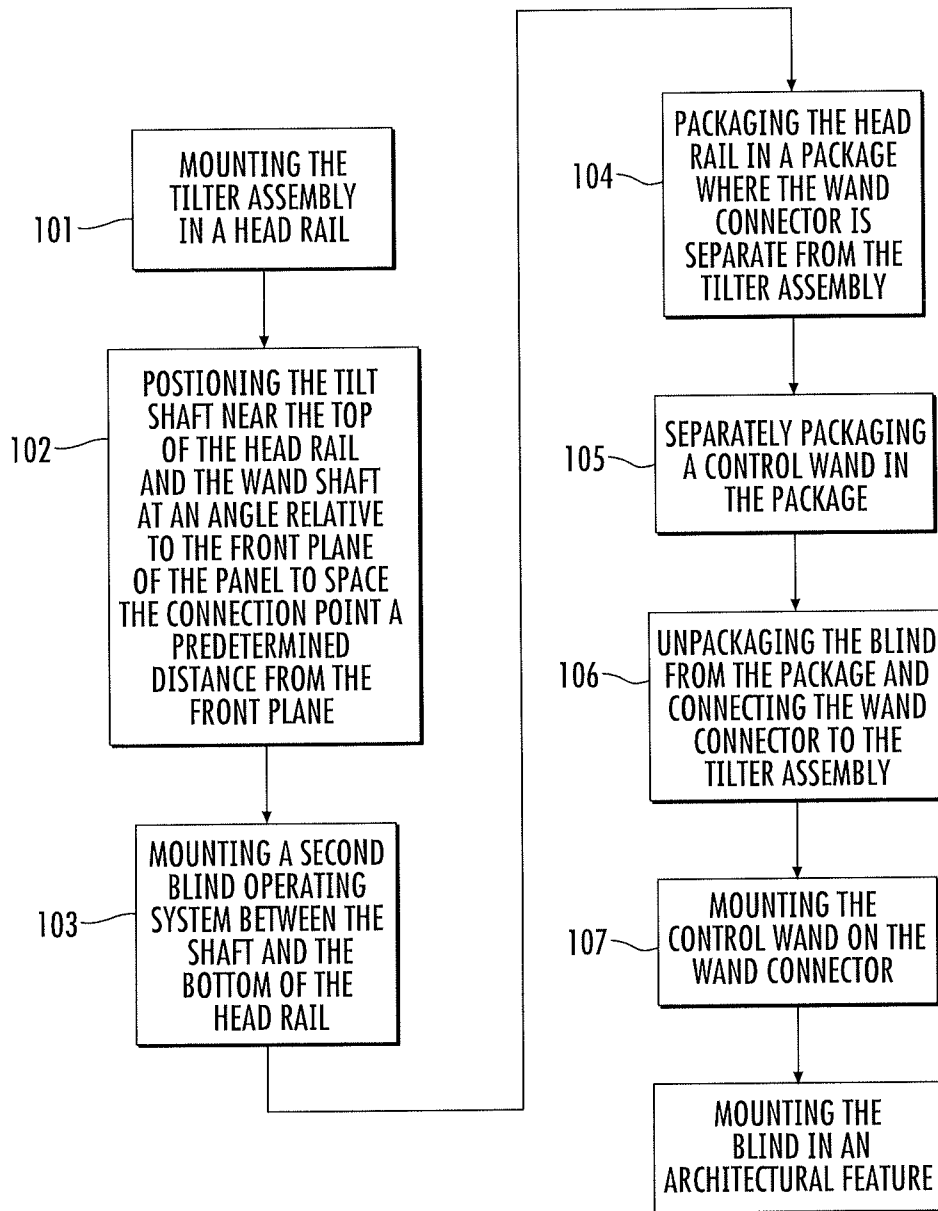 101
MOUNTING THE
TILTER ASSEMBLY
IN A HEAD RAIL
102
POSTIONING THE TILT
SHAFT NEAR THE TOP
OF THE HEAD RAIL
AND THE WAND SHAFT
AT AN ANGLE RELATIVE
TO THE FRONT PLANE
OF THE PANEL TO SPACE
THE CONNECTION POINT A
PREDETERMINED
DISTANCE FROM THE
FRONT PLANE
103
MOUNTING A SECOND
BLIND OPERATING
SYSTEM BETWEEN THE
SHAFT AND THE
BOTTOM OF THE
HEAD RAIL
104
PACKAGING THE HEAD
RAIL IN A PACKAGE
WHERE THE WAND
CONNECTOR IS
SEPARATE FROM THE
TILTER ASSEMBLY
105
SEPARATELY PACKAGING
A CONTROL WAND IN
THE PACKAGE
106
UNPACKAGING THE BLIND
FROM THE PACKAGE AND
CONNECTING THE WAND
CONNECTOR TO THE
TILTER ASSEMBLY
107
MOUNTING THE
CONTROL WAND ON THE
WAND CONNECTOR
MOUNTING THE
BLIND IN AN
ARCHITECTURAL FEATURE